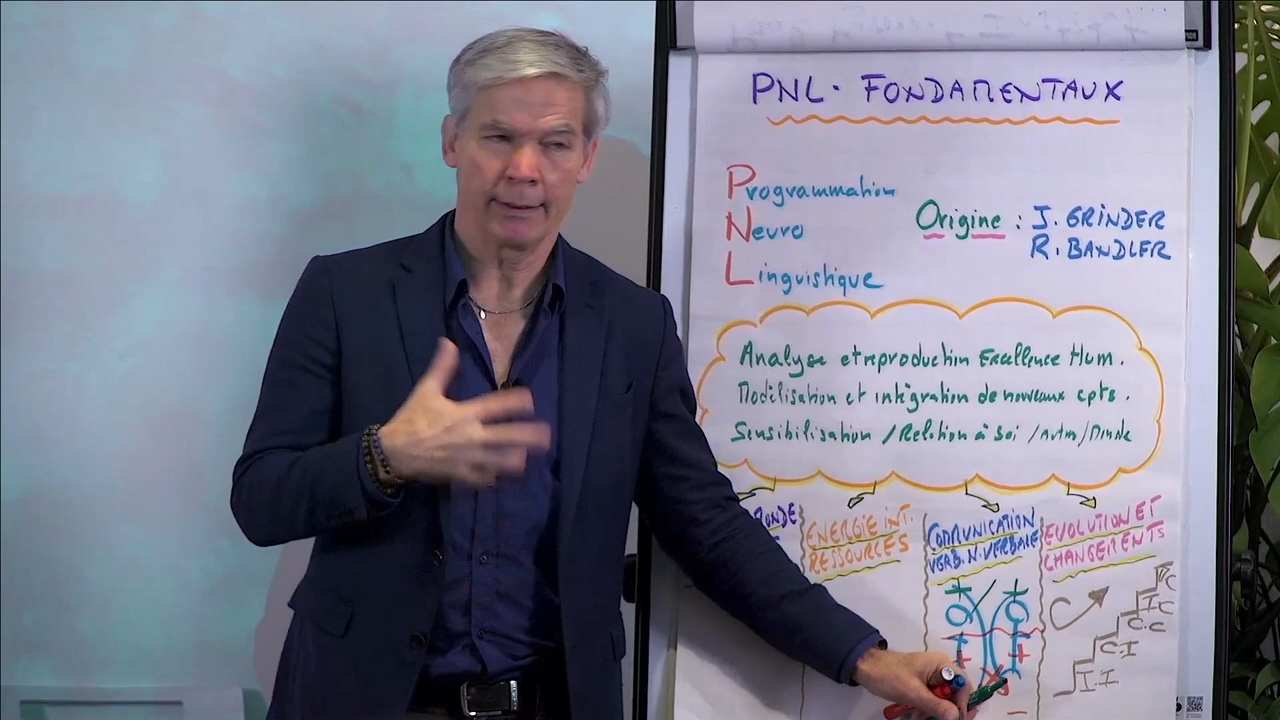 PNL. FONDAMENTAUX
Programmation
Neuro
Linguistique
Origine : J. GRINDER
R. BANDLER
Analyse et reproduction Excellence Hum.
Modélisation et intégration de nouveaux cpts.
Sensibilisation / Relation à Soi / Autre / Monde
ENERGIE INT.
RESSOURCES
COMMUNICATION
VERB. N. VERBALE
EVOLUTION ET
CHANGEMENTS
I.C
C.C
C.I
I.I